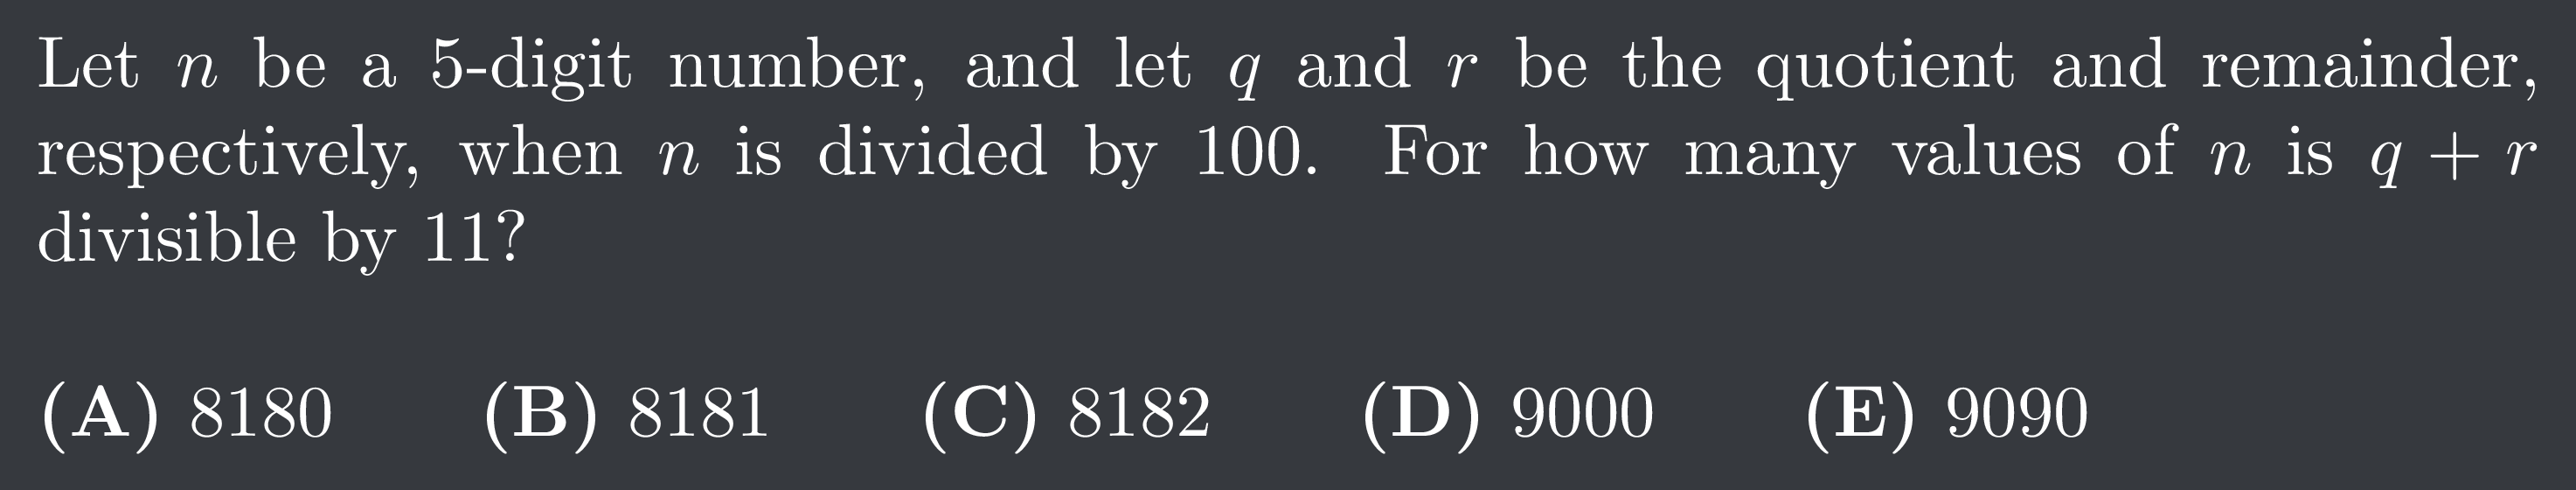 Let n be a 5-digit number, and let q and r be the quotient and remainder,
respectively, when n is divided by 100. For how many values of n is q + r
divisible by 11?
(A) 8180 (B) 8181 (C) 8182 (D) 9000 (E) 9090